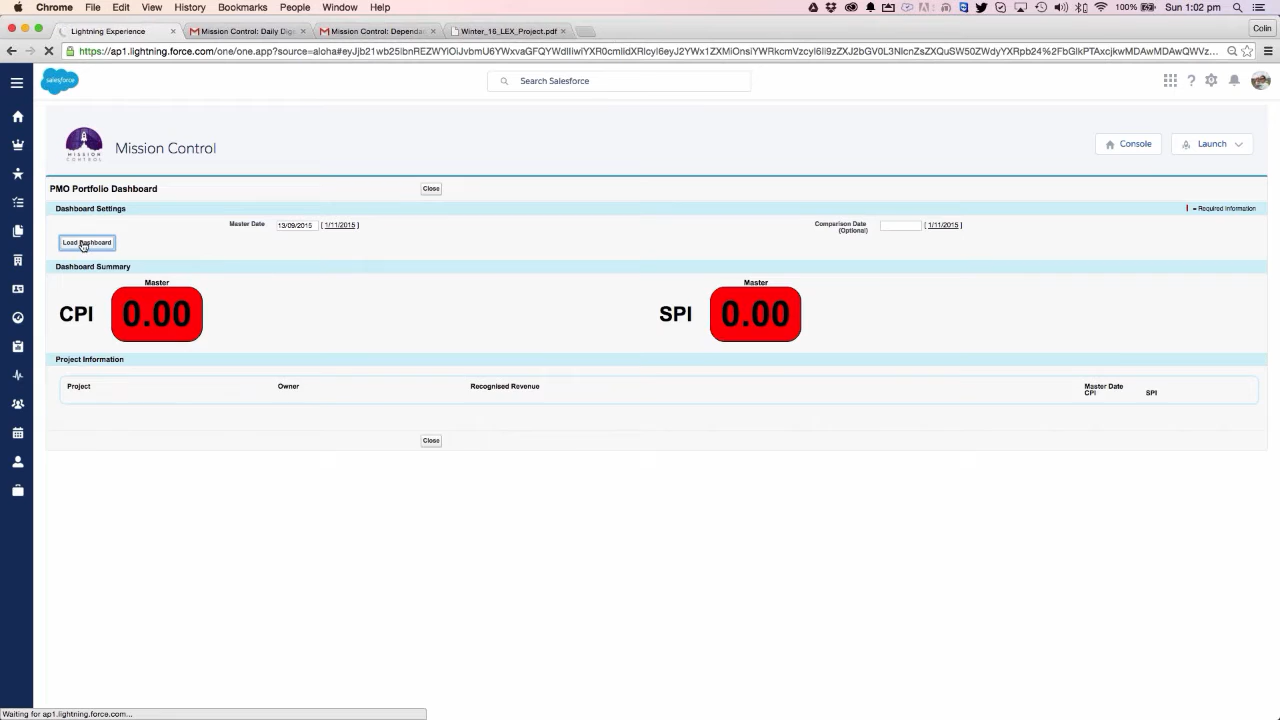 Chrome File Edit View History Bookmarks People Window Help 100% Sun 1:02 pm
Lightning Experience Mission Control: Daily Dig Mission Control: Dependa Winter_16_LEX_Project.pdf Colin
salesforce Search Salesforce
MISSION CONTROL Mission Control Console Launch
PMO Portfolio Dashboard Close
Dashboard Settings = Required Information
Master Date 13/09/2015 [ 1/11/2015 ] Comparison Date (Optional) [ 1/11/2015 ]
Load Dashboard
Dashboard Summary
Master Master
CPI 0.00 SPI 0.00
Project Information
Project Owner Recognised Revenue Master Date
CPI SPI
Close
Waiting for ap1.lightning.force.com...